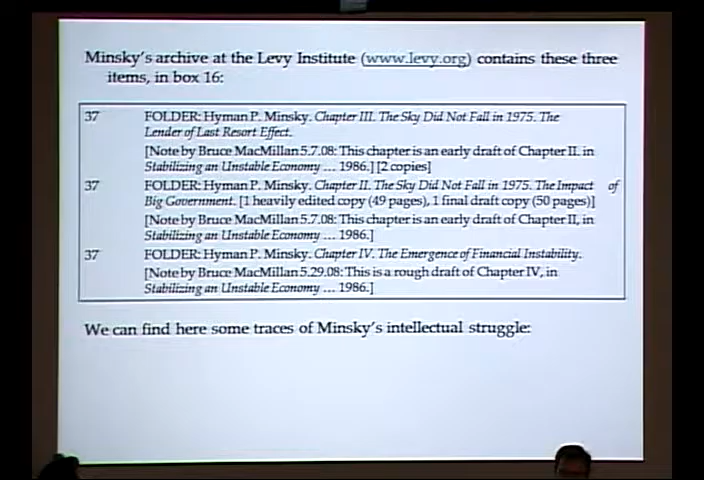 Minsky's archive at the Levy Institute (www.levy.org) contains these three
items, in box 16:
37 FOLDER: Hyman P. Minsky. Chapter III. The Sky Did Not Fall in 1975. The
Lender of Last Resort Effect.
[Note by Bruce MacMillan 5.7.08: This chapter is an early draft of Chapter II. in
Stabilizing an Unstable Economy ... 1986.] [2 copies]
37 FOLDER: Hyman P. Minsky. Chapter II. The Sky Did Not Fall in 1975. The Impact of
Big Government. [1 heavily edited copy (49 pages), 1 final draft copy (50 pages)]
[Note by Bruce MacMillan 5.7.08: This chapter is an early draft of Chapter II, in
Stabilizing an Unstable Economy ... 1986.]
37 FOLDER: Hyman P. Minsky. Chapter IV. The Emergence of Financial Instability.
[Note by Bruce MacMillan 5.29.08: This is a rough draft of Chapter IV, in
Stabilizing an Unstable Economy ... 1986.]
We can find here some traces of Minsky's intellectual struggle: